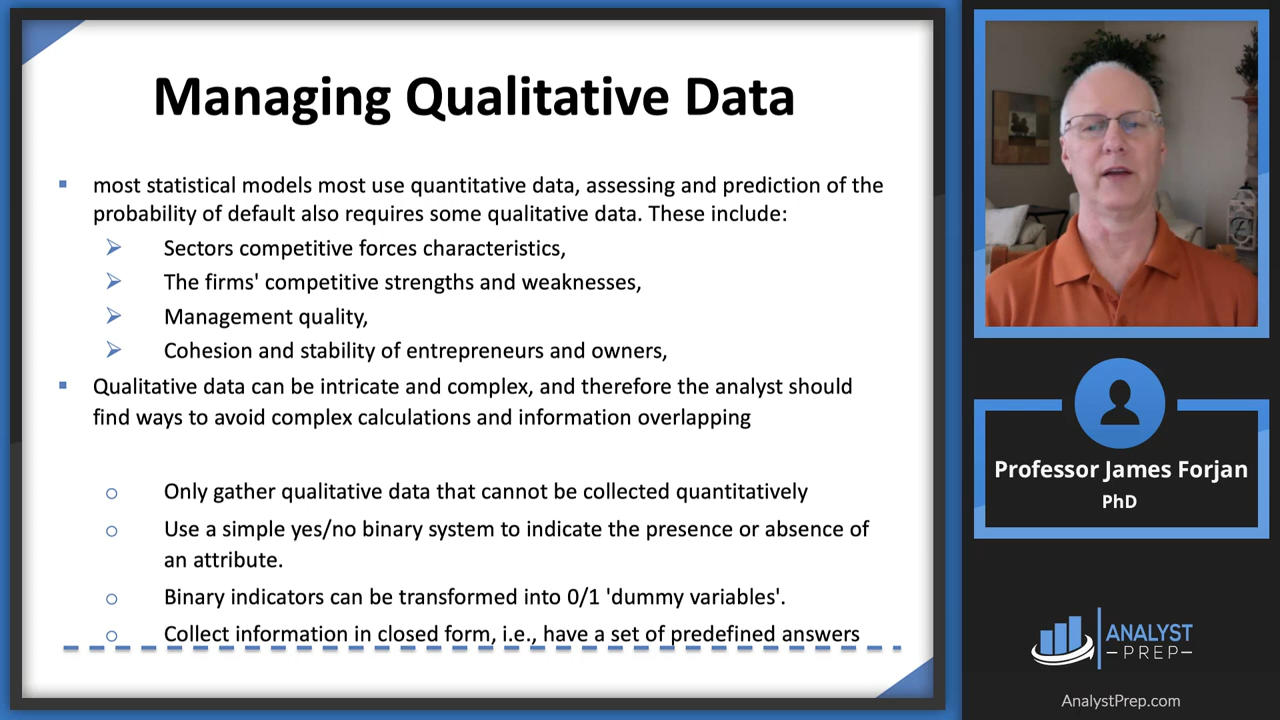 Managing Qualitative Data
most statistical models most use quantitative data, assessing and prediction of the
probability of default also requires some qualitative data. These include:
Sectors competitive forces characteristics,
The firms' competitive strengths and weaknesses,
Management quality,
Cohesion and stability of entrepreneurs and owners,
Qualitative data can be intricate and complex, and therefore the analyst should
find ways to avoid complex calculations and information overlapping
Only gather qualitative data that cannot be collected quantitatively
Use a simple yes/no binary system to indicate the presence or absence of
an attribute.
Binary indicators can be transformed into 0/1 'dummy variables'.
Collect information in closed form, i.e., have a set of predefined answers
Professor James Forjan
PhD
ANALYST
PREP
AnalystPrep.com